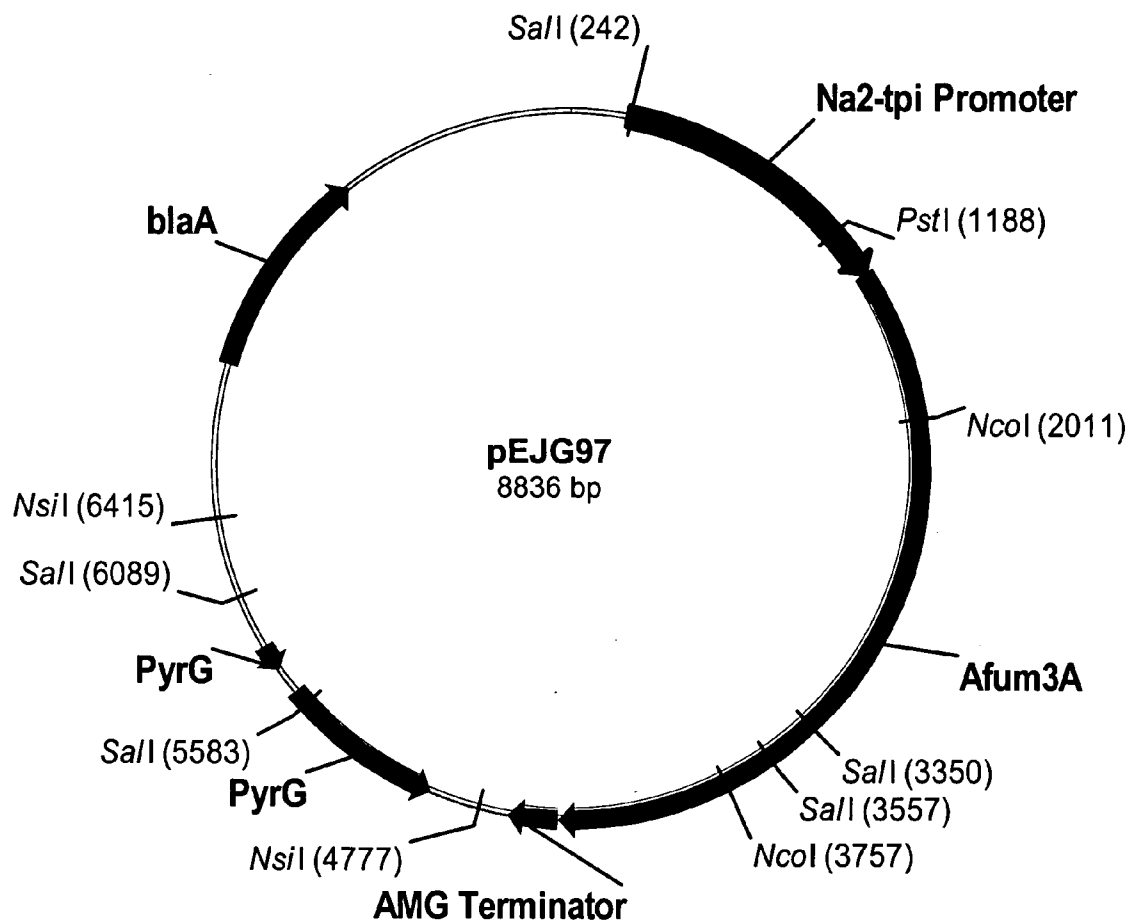 SalI (242)
Na2-tpi Promoter
blaA
PstI (1188)
NcoI (2011)
pEJG97
8836 bp
NsiI (6415)
SalI (6089)
PyrG
Afum3A
SalI (5583)
SalI (3350)
PyrG
SalI (3557)
NsiI (4777)
NcoI (3757)
AMG Terminator